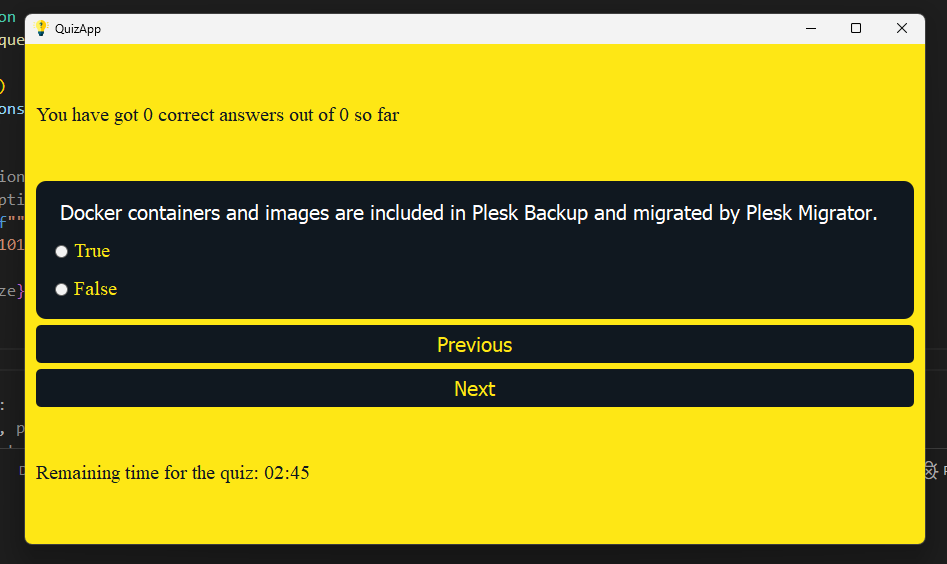 QuizApp
You have got 0 correct answers out of 0 so far
Docker containers and images are included in Plesk Backup and migrated by Plesk Migrator.
True
False
Previous
Next
Remaining time for the quiz: 02:45